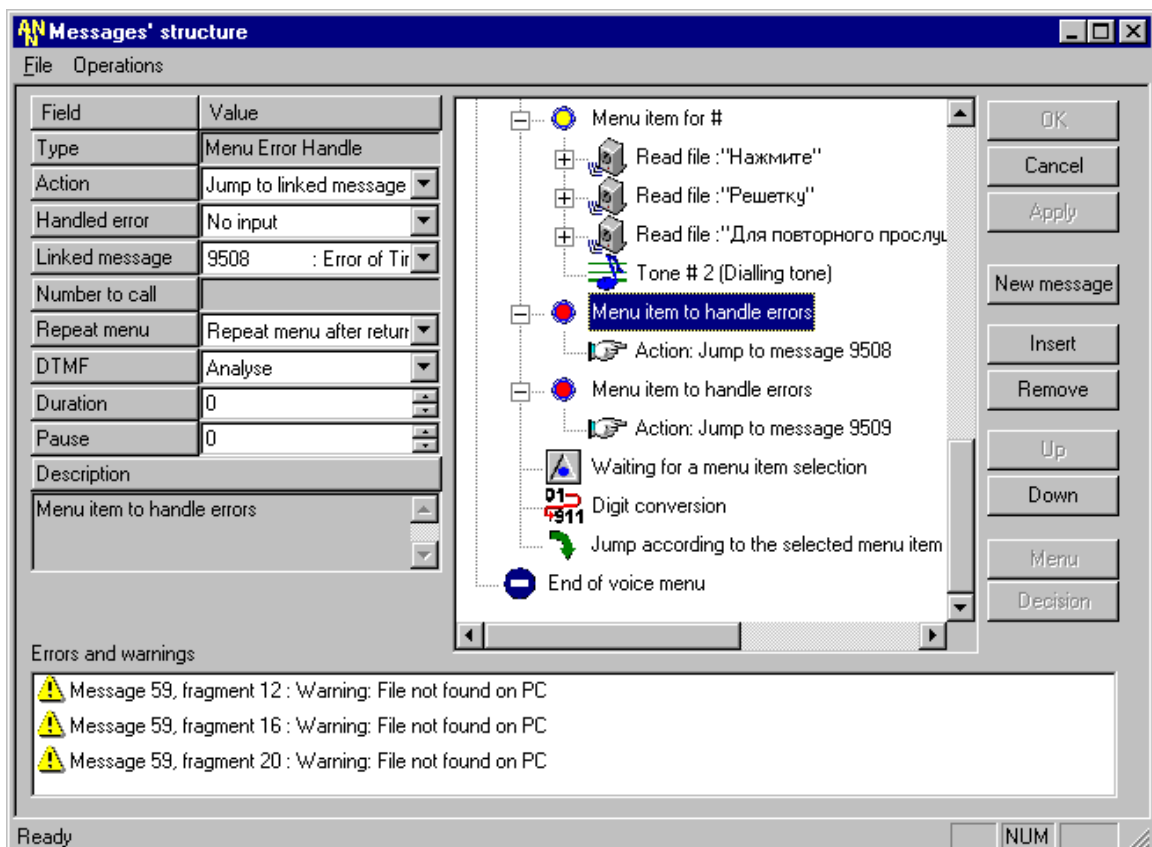 ANN Messages' structure
File Operations
Field Value
Type Menu Error Handle
Action Jump to linked message
Handled error No input
Linked message 9508 : Error of Tir
Number to call
Repeat menu Repeat menu after return
DTMF Analyse
Duration 0
Pause 0
Description
Menu item to handle errors
Menu item for #
Read file :"Нажмите"
Read file :"Решетку"
Read file :"Для повторного прослуш
Tone # 2 (Dialling tone)
Menu item to handle errors
Action: Jump to message 9508
Menu item to handle errors
Action: Jump to message 9509
Waiting for a menu item selection
01
911
Digit conversion
Jump according to the selected menu item
End of voice menu
OK
Cancel
Apply
New message
Insert
Remove
Up
Down
Menu
Decision
Errors and warnings
Message 59, fragment 12 : Warning: File not found on PC
Message 59, fragment 16 : Warning: File not found on PC
Message 59, fragment 20 : Warning: File not found on PC
Ready NUM